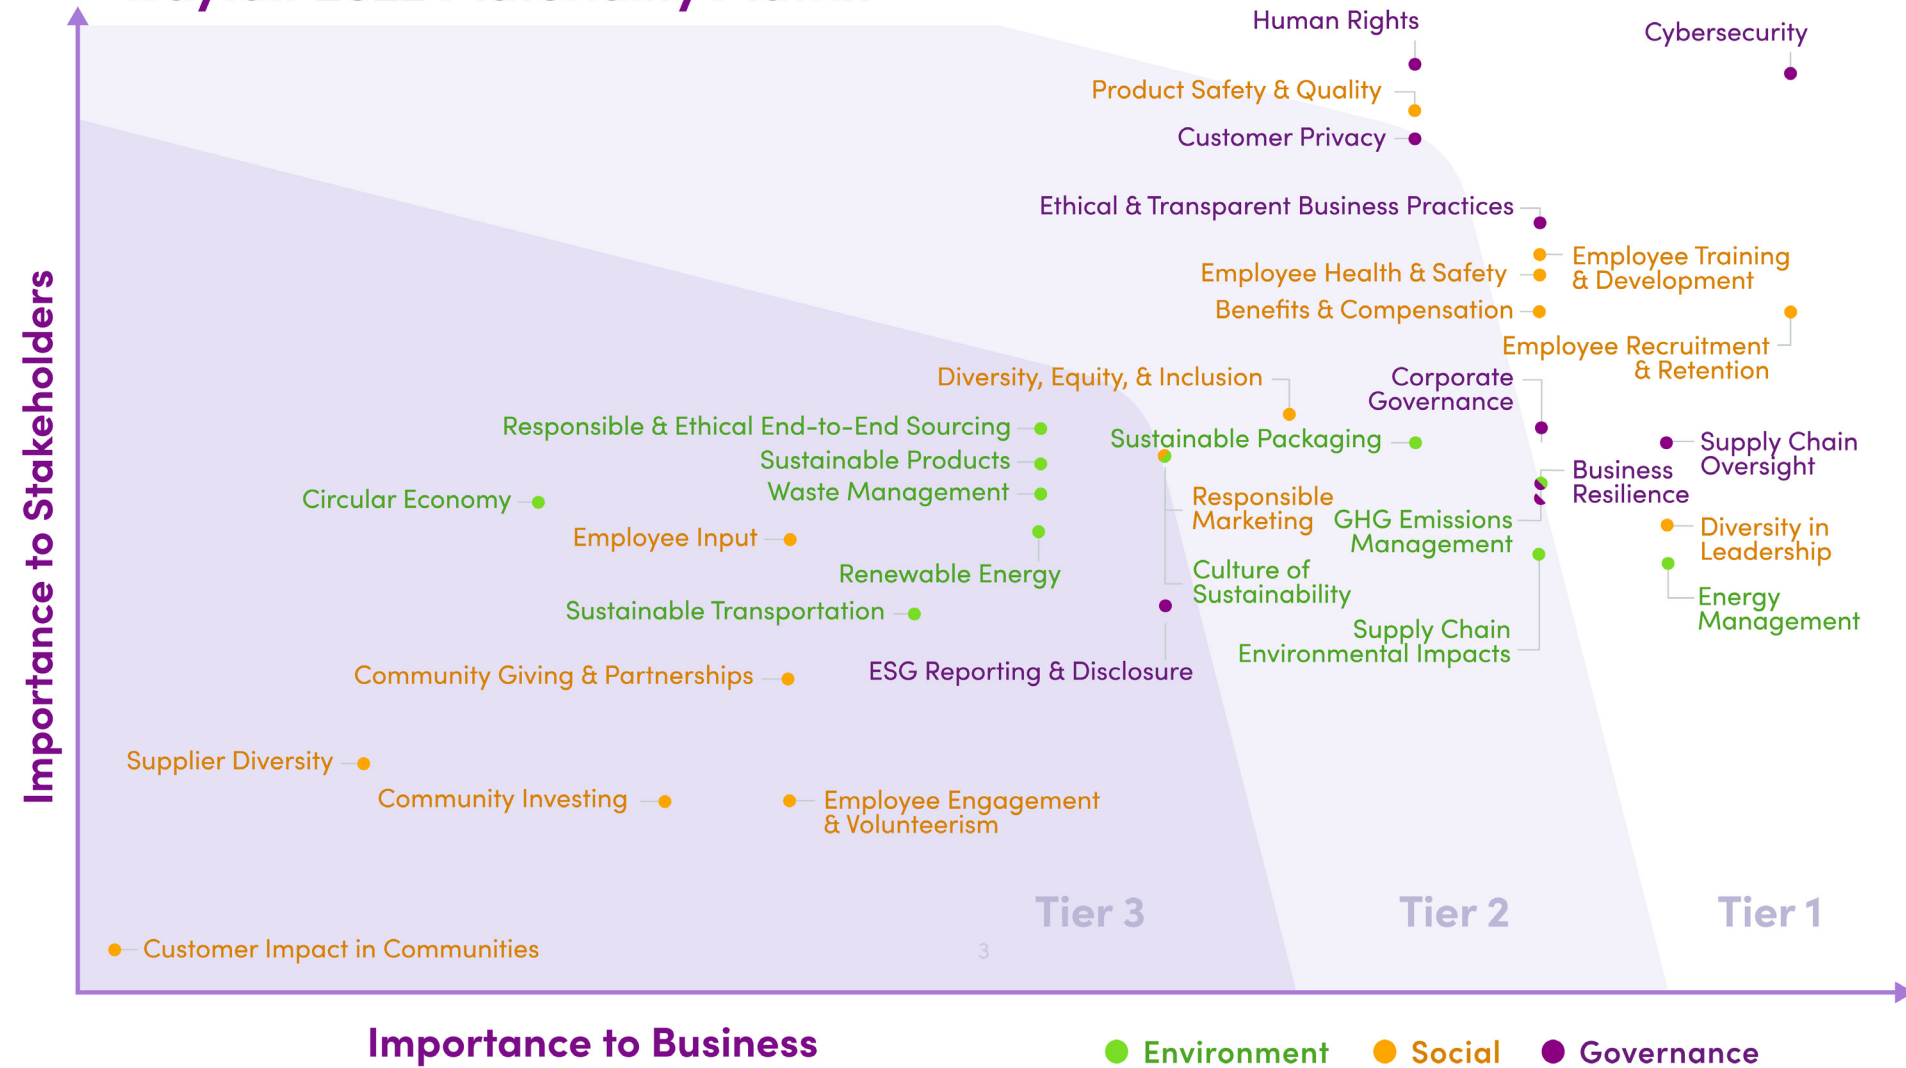 Human Rights
Cybersecurity
Product Safety & Quality
Customer Privacy
Ethical & Transparent Business Practices
Employee Training
& Development
Employee Health & Safety
Benefits & Compensation
Employee Recruitment
& Retention
Diversity, Equity, & Inclusion
Corporate
Governance
Responsible & Ethical End-to-End Sourcing
Sustainable Packaging
Supply Chain
Oversight
Sustainable Products
Business
Resilience
Waste Management
Circular Economy
Responsible
Marketing
GHG Emissions
Management
Diversity in
Leadership
Employee Input
Renewable Energy
Culture of
Sustainability
Energy
Management
Sustainable Transportation
Supply Chain
Environmental Impacts
Community Giving & Partnerships
ESG Reporting & Disclosure
Supplier Diversity
Community Investing
Employee Engagement
& Volunteerism
Tier 3
Tier 2
Tier 1
Customer Impact in Communities
3
Importance to Stakeholders
Importance to Business
Environment
Social
Governance